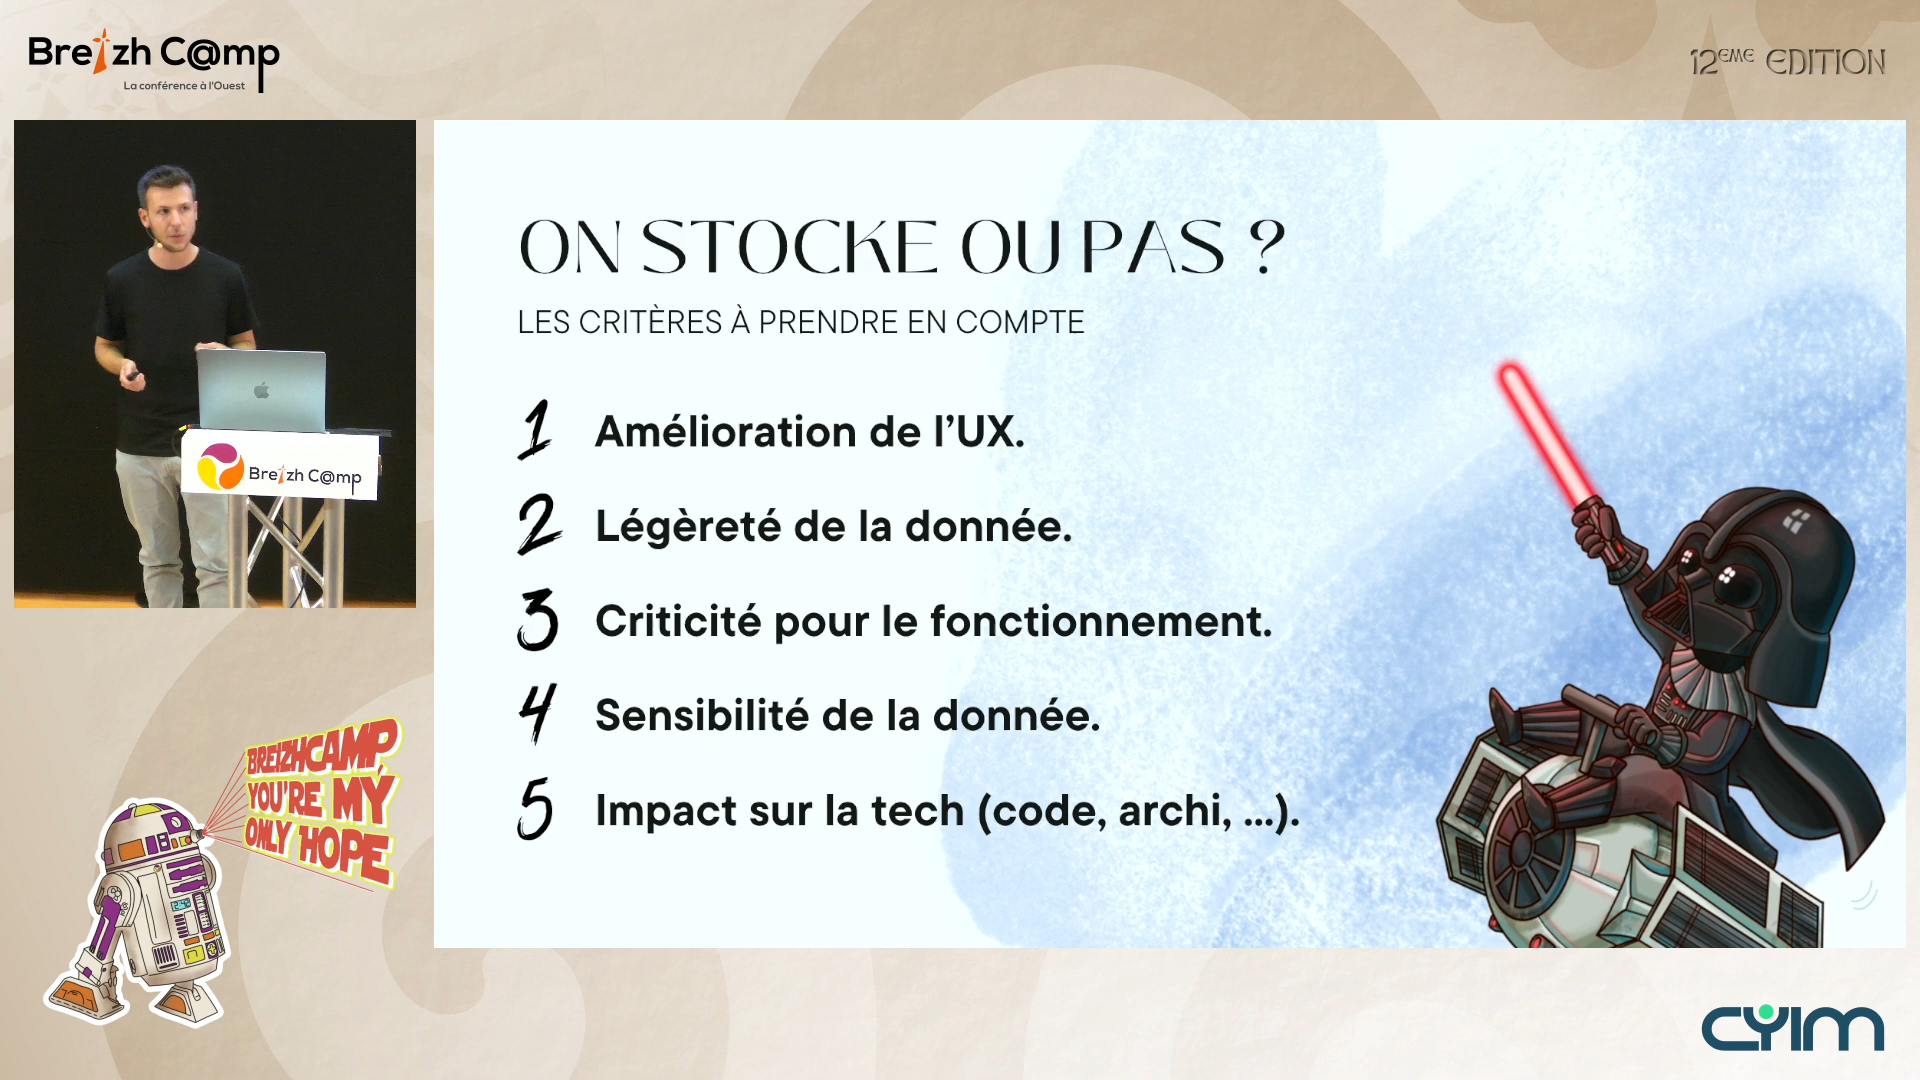 Breizh C@mp
La conférence à l'Ouest
12EME EDITION
Breizh C@mp
ON STOCKE OU PAS ?
LES CRITÈRES À PRENDRE EN COMPTE
1 Amélioration de l'UX.
2 Légèreté de la donnée.
3 Criticité pour le fonctionnement.
4 Sensibilité de la donnée.
5 Impact sur la tech (code, archi, ...).
BREIZHCAMP,
YOU'RE MY
ONLY HOPE
CYIM